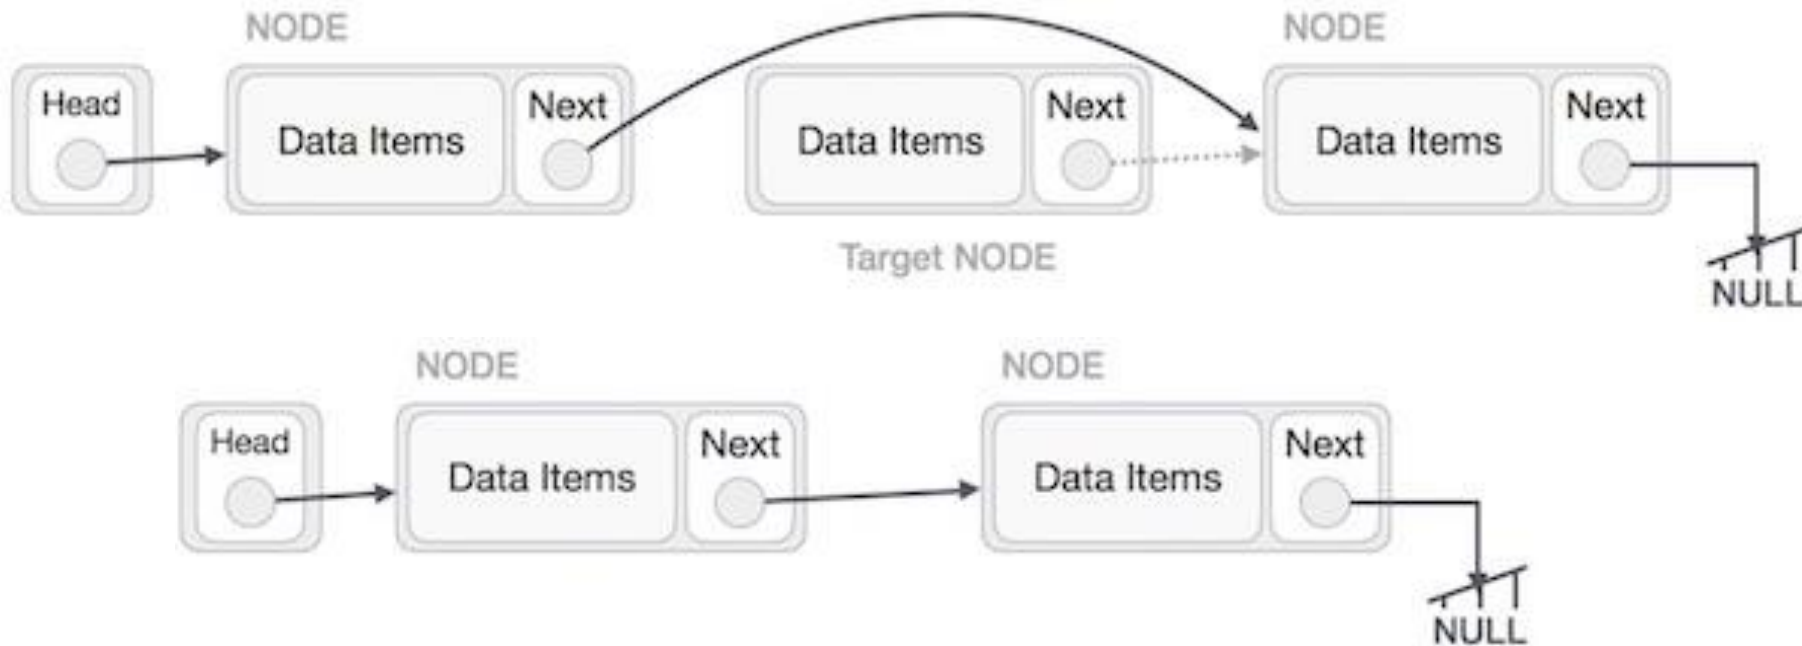 NODE NODE
Head Data Items Next Data Items Next Data Items Next
Target NODE
NULL
NODE NODE
Head Data Items Next Data Items Next
NULL